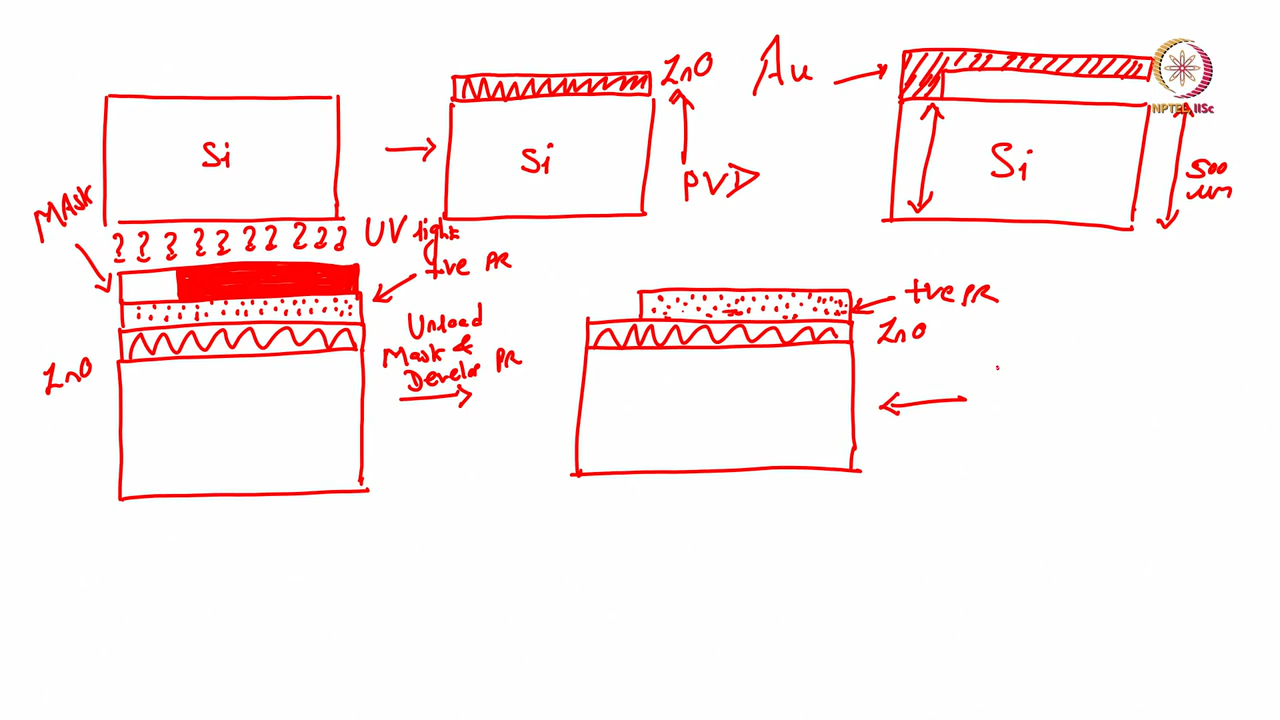 Si
ZnO
Si
PVD
Au
Si
500
um
NPTEL IISc
MASK
UV light
+ve PR
ZnO
Unload
Mask &
Develop PR
+ve PR
ZnO